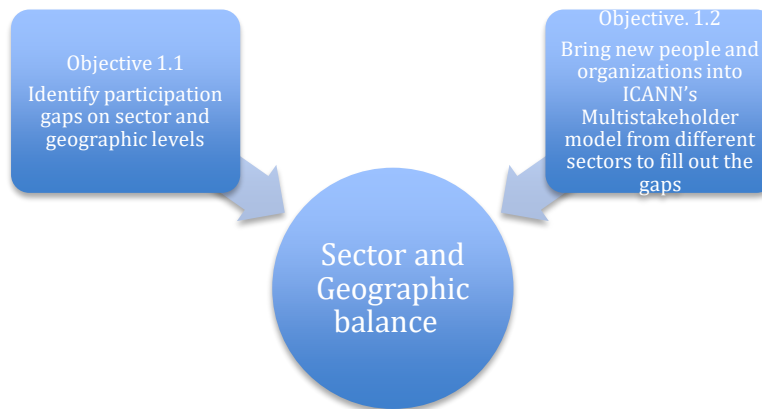 Objective 1.1
Identify participation
gaps on sector and
geographic levels
Objective. 1.2
Bring new people and
organizations into
ICANN's
Multistakeholder
model from different
sectors to fill out the
gaps
Sector and
Geographic
balance